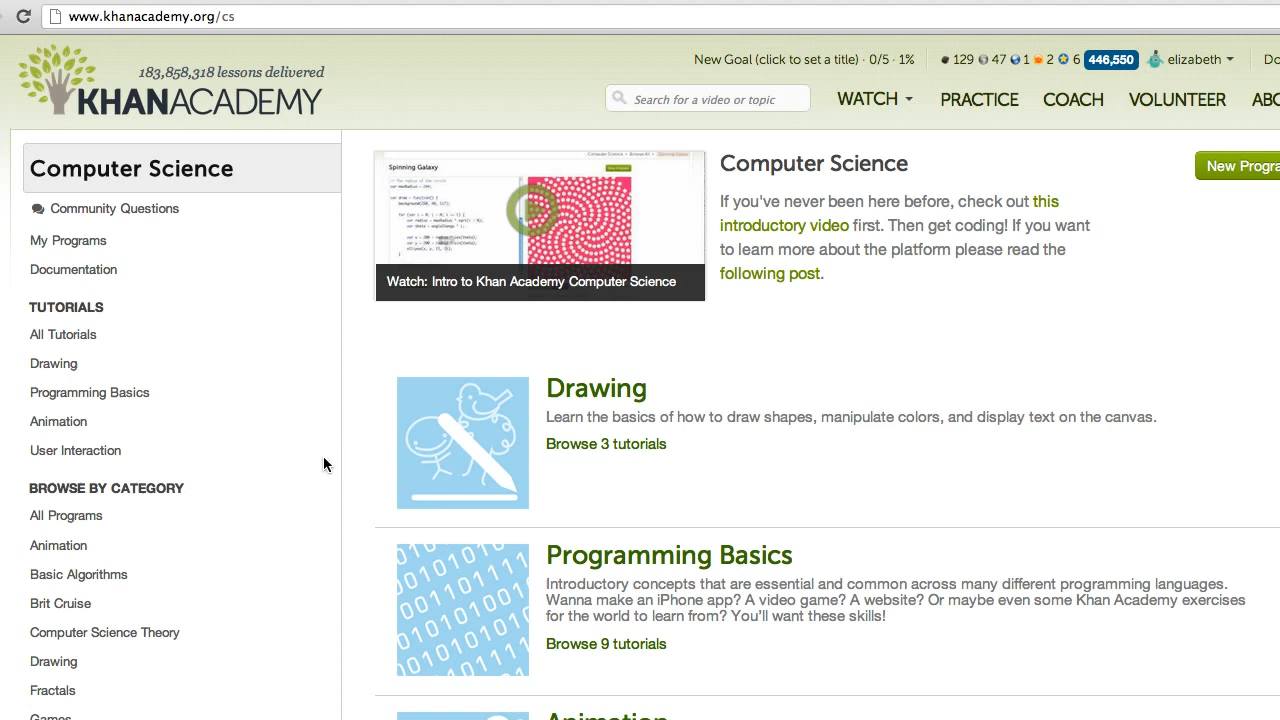 www.khanacademy.org/cs
183,858,318 lessons delivered
KHANACADEMY
New Goal (click to set a title) · 0/5 · 1%
129 47 1 2 6 446,550 elizabeth
Search for a video or topic
WATCH PRACTICE COACH VOLUNTEER
Computer Science
Community Questions
My Programs
Documentation
TUTORIALS
All Tutorials
Drawing
Programming Basics
Animation
User Interaction
BROWSE BY CATEGORY
All Programs
Animation
Basic Algorithms
Brit Cruise
Computer Science Theory
Drawing
Fractals
Games
Spinning Galaxy
Watch: Intro to Khan Academy Computer Science
Computer Science
New Progra
If you've never been here before, check out this
introductory video first. Then get coding! If you want
to learn more about the platform please read the
following post.
Drawing
Learn the basics of how to draw shapes, manipulate colors, and display text on the canvas.
Browse 3 tutorials
Programming Basics
Introductory concepts that are essential and common across many different programming languages.
Wanna make an iPhone app? A video game? A website? Or maybe even some Khan Academy exercises
for the world to learn from? You'll want these skills!
Browse 9 tutorials
Animation